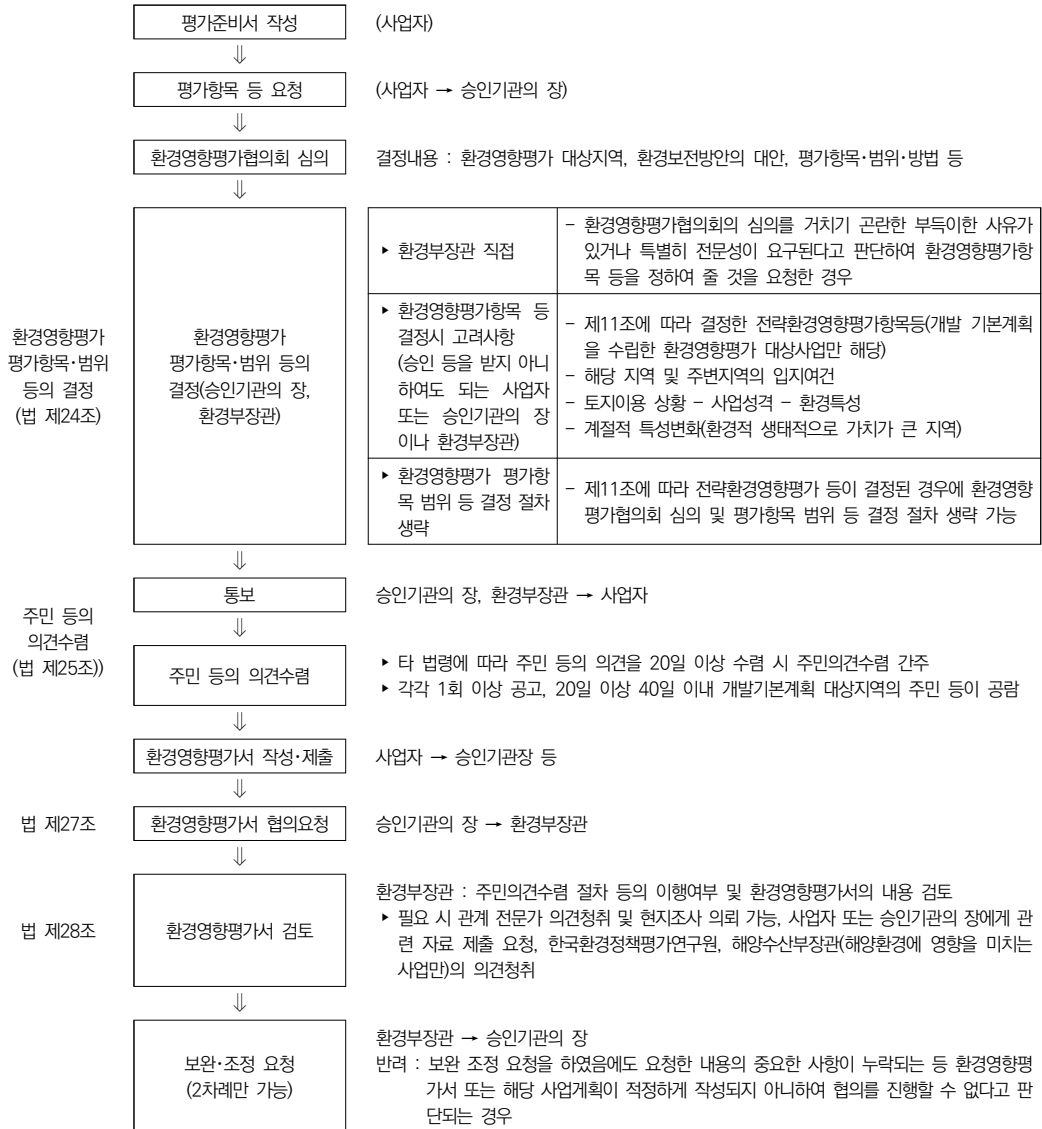 평가준비서 작성 (사업자)
⇓
평가항목 등 요청 (사업자 → 승인기관의 장)
⇓
환경영향평가협의회 심의 결정내용 : 환경영향평가 대상지역, 환경보전방안의 대안, 평가항목·범위·방법 등
⇓
환경영향평가
평가항목·범위
등의 결정
(법 제24조)
환경영향평가
평가항목·범위 등의
결정(승인기관의 장,
환경부장관)
▶ 환경부장관 직접
- 환경영향평가협의회의 심의를 거치기 곤란한 부득이한 사유가
있거나 특별히 전문성이 요구된다고 판단하여 환경영향평가항
목 등을 정하여 줄 것을 요청한 경우
▶ 환경영향평가항목 등
결정시 고려사항
(승인 등을 받지 아니
하여도 되는 사업자
또는 승인기관의 장
이나 환경부장관)
- 제11조에 따라 결정한 전략환경영향평가항목등(개발 기본계획
을 수립한 환경영향평가 대상사업만 해당)
- 해당 지역 및 주변지역의 입지여건
- 토지이용 상황 - 사업성격 - 환경특성
- 계절적 특성변화(환경적 생태적으로 가치가 큰 지역)
▶ 환경영향평가 평가항
목 범위 등 결정 절차
생략
- 제11조에 따라 전략환경영향평가 등이 결정된 경우에 환경영향
평가협의회 심의 및 평가항목 범위 등 결정 절차 생략 가능
⇓
주민 등의
의견수렴
(법 제25조))
통보 승인기관의 장, 환경부장관 → 사업자
⇓
주민 등의 의견수렴
▶ 타 법령에 따라 주민 등의 의견을 20일 이상 수렴 시 주민의견수렴 간주
▶ 각각 1회 이상 공고, 20일 이상 40일 이내 개발기본계획 대상지역의 주민 등이 공람
⇓
환경영향평가서 작성·제출 사업자 → 승인기관장 등
⇓
법 제27조 환경영향평가서 협의요청 승인기관의 장 → 환경부장관
⇓
법 제28조 환경영향평가서 검토
환경부장관 : 주민의견수렴 절차 등의 이행여부 및 환경영향평가서의 내용 검토
▶ 필요 시 관계 전문가 의견청취 및 현지조사 의뢰 가능, 사업자 또는 승인기관의 장에게 관
련 자료 제출 요청, 한국환경정책평가연구원, 해양수산부장관(해양환경에 영향을 미치는
사업만)의 의견청취
⇓
보완·조정 요청
(2차례만 가능)
환경부장관 → 승인기관의 장
반려 : 보완 조정 요청을 하였음에도 요청한 내용의 중요한 사항이 누락되는 등 환경영향평
가서 또는 해당 사업계획이 적정하게 작성되지 아니하여 협의를 진행할 수 없다고 판
단되는 경우